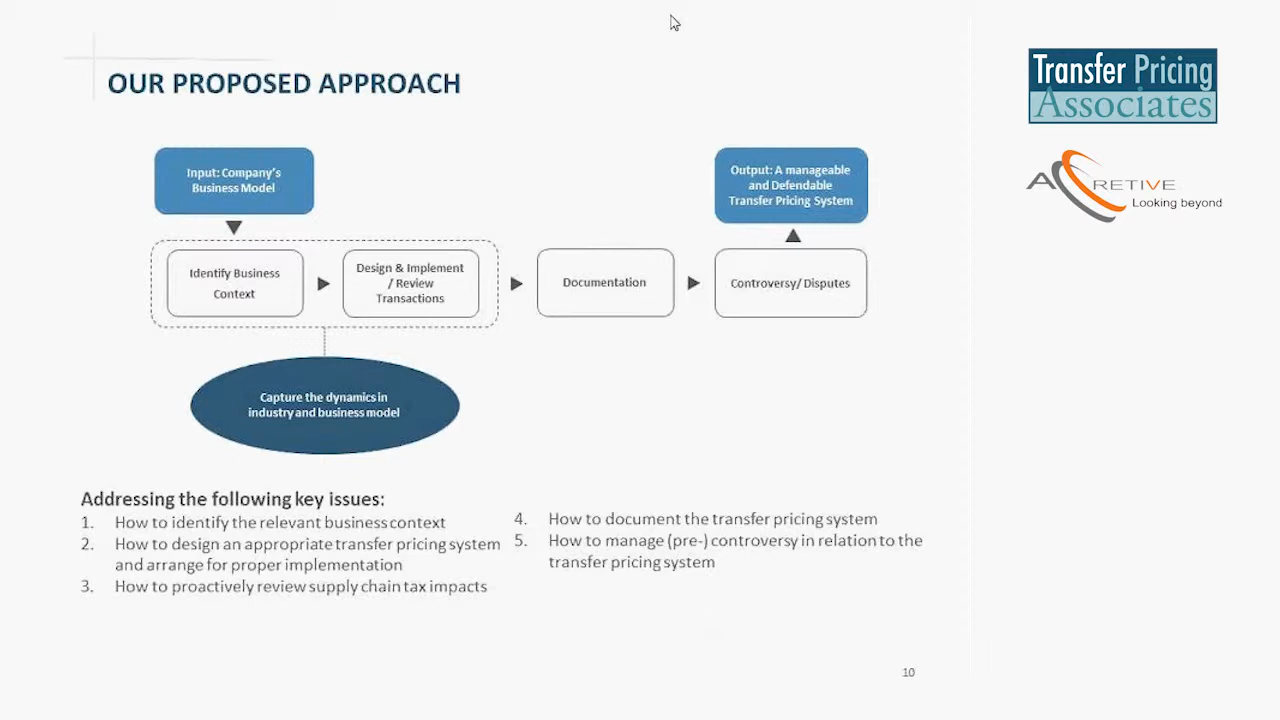 OUR PROPOSED APPROACH
Transfer Pricing
Associates
ACCRETIVE
Looking beyond
Input: Company's
Business Model
Output: A manageable
and Defendable
Transfer Pricing System
Identify Business
Context
Design & Implement
/ Review
Transactions
Documentation
Controversy/ Disputes
Capture the dynamics in
industry and business model
Addressing the following key issues:
1. How to identify the relevant business context
2. How to design an appropriate transfer pricing system
and arrange for proper implementation
3. How to proactively review supply chain tax impacts
4. How to document the transfer pricing system
5. How to manage (pre-) controversy in relation to the
transfer pricing system
10